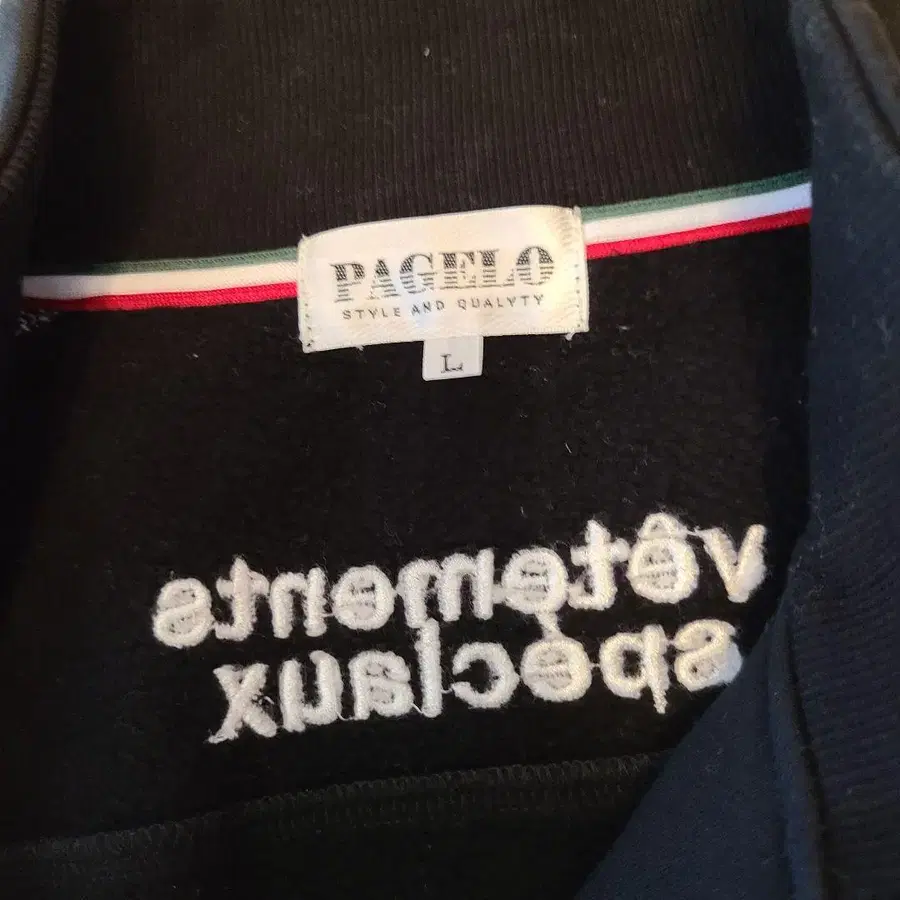 PAGELO
STYLE AND QUALYTY
L
vêtements
spéciaux